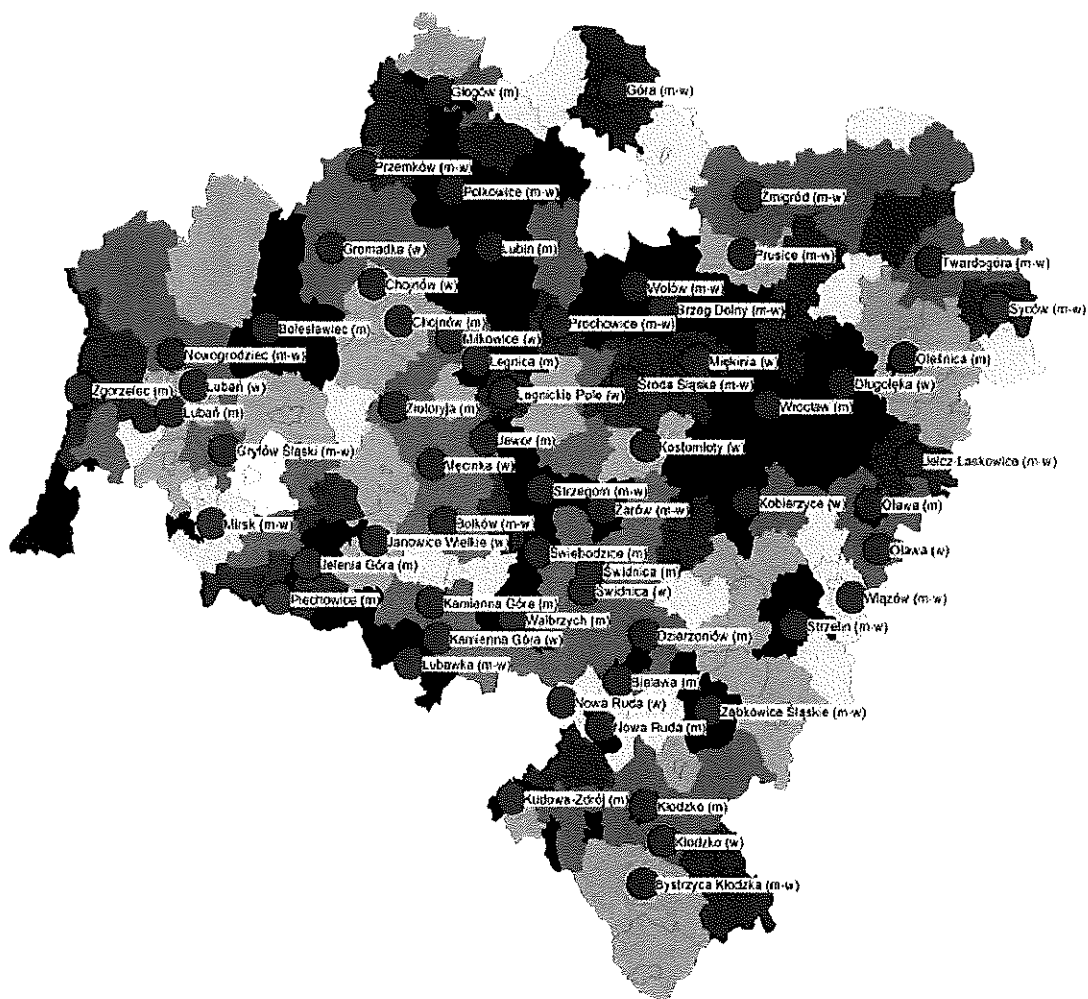 Głogów (m)
Góra (m-w)
Przemków (m-w)
Polkowice (m-w)
Żmigród (m-w)
Gromadka (w)
Lubin (m)
Prusice (m-w)
Twardogóra (m-w)
Chojnów (w)
Wołów (m-w)
Brzeg Dolny (m-w)
Syców (m-w)
Chojnów (m)
Prochowice (m-w)
Bolesławiec (m)
Miłkowice (w)
Nowogrodziec (m-w)
Legnica (m)
Miękinia (w)
Oleśnica (m)
Zgorzelec (m)
Lubań (w)
Środa Śląska (m-w)
Długołęka (w)
Legnickie Pole (w)
Lubań (m)
Złotoryja (m)
Wrocław (m)
Jawor (m)
Kostomłoty (w)
Gryfów Śląski (m-w)
Męcinka (w)
Jelcz-Laskowice (m-w)
Strzegom (m-w)
Żarów (m-w)
Kobierzyce (w)
Oława (m)
Mirsk (m-w)
Bolków (m-w)
Janowice Wielkie (w)
Świebodzice (m)
Oława (w)
Jelenia Góra (m)
Świdnica (m)
Świdnica (w)
Piechowice (m)
Kamienna Góra (m)
Wiązów (m-w)
Wałbrzych (m)
Strzelin (m-w)
Kamienna Góra (w)
Dzierżoniów (m)
Lubawka (m-w)
Bielawa (m)
Nowa Ruda (w)
Ząbkowice Śląskie (m-w)
Nowa Ruda (m)
Kudowa-Zdrój (m)
Kłodzko (m)
Kłodzko (w)
Bystrzyca Kłodzka (m-w)